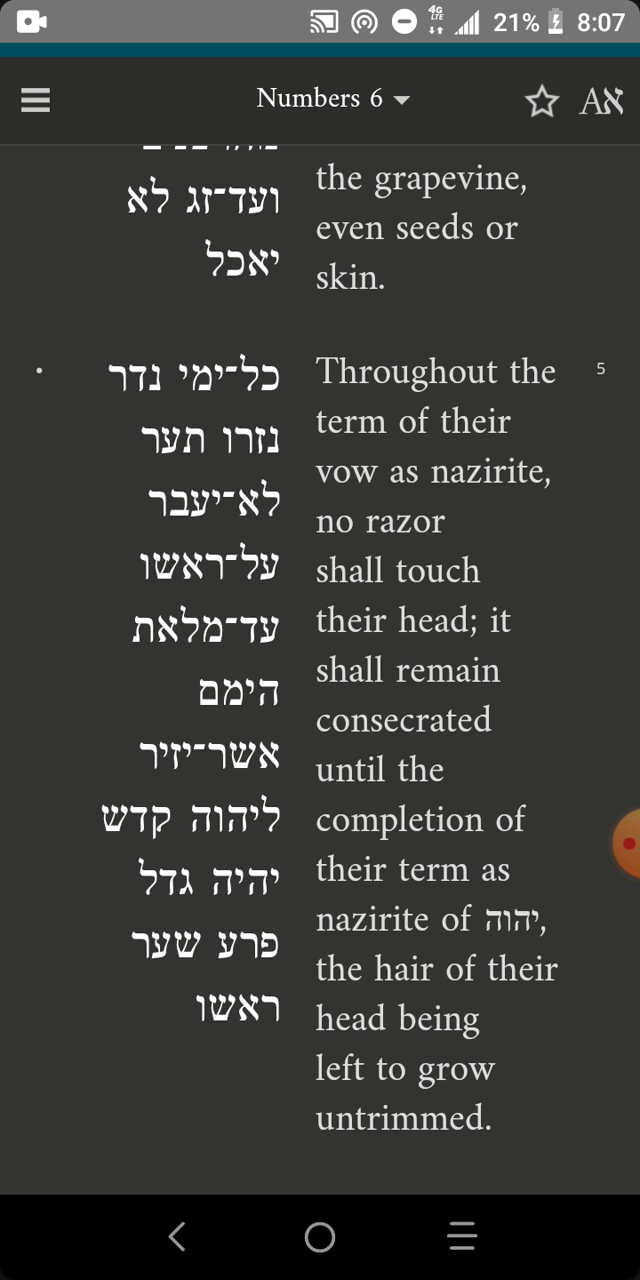 4G
LTE
21%
8:07
Numbers 6
Aא
ועד־זג לא
יאכל
the grapevine,
even seeds or
skin.
כל־ימי נדר
נזרו תער
לא־יעבר
על־ראשו
עד־מלאת
הימם
אשר־יזיר
ליהוה קדש
יהיה גדל
פרע שער
ראשו
Throughout the
term of their
vow as nazirite,
no razor
shall touch
their head; it
shall remain
consecrated
until the
completion of
their term as
nazirite of יהוה,
the hair of their
head being
left to grow
untrimmed.
5